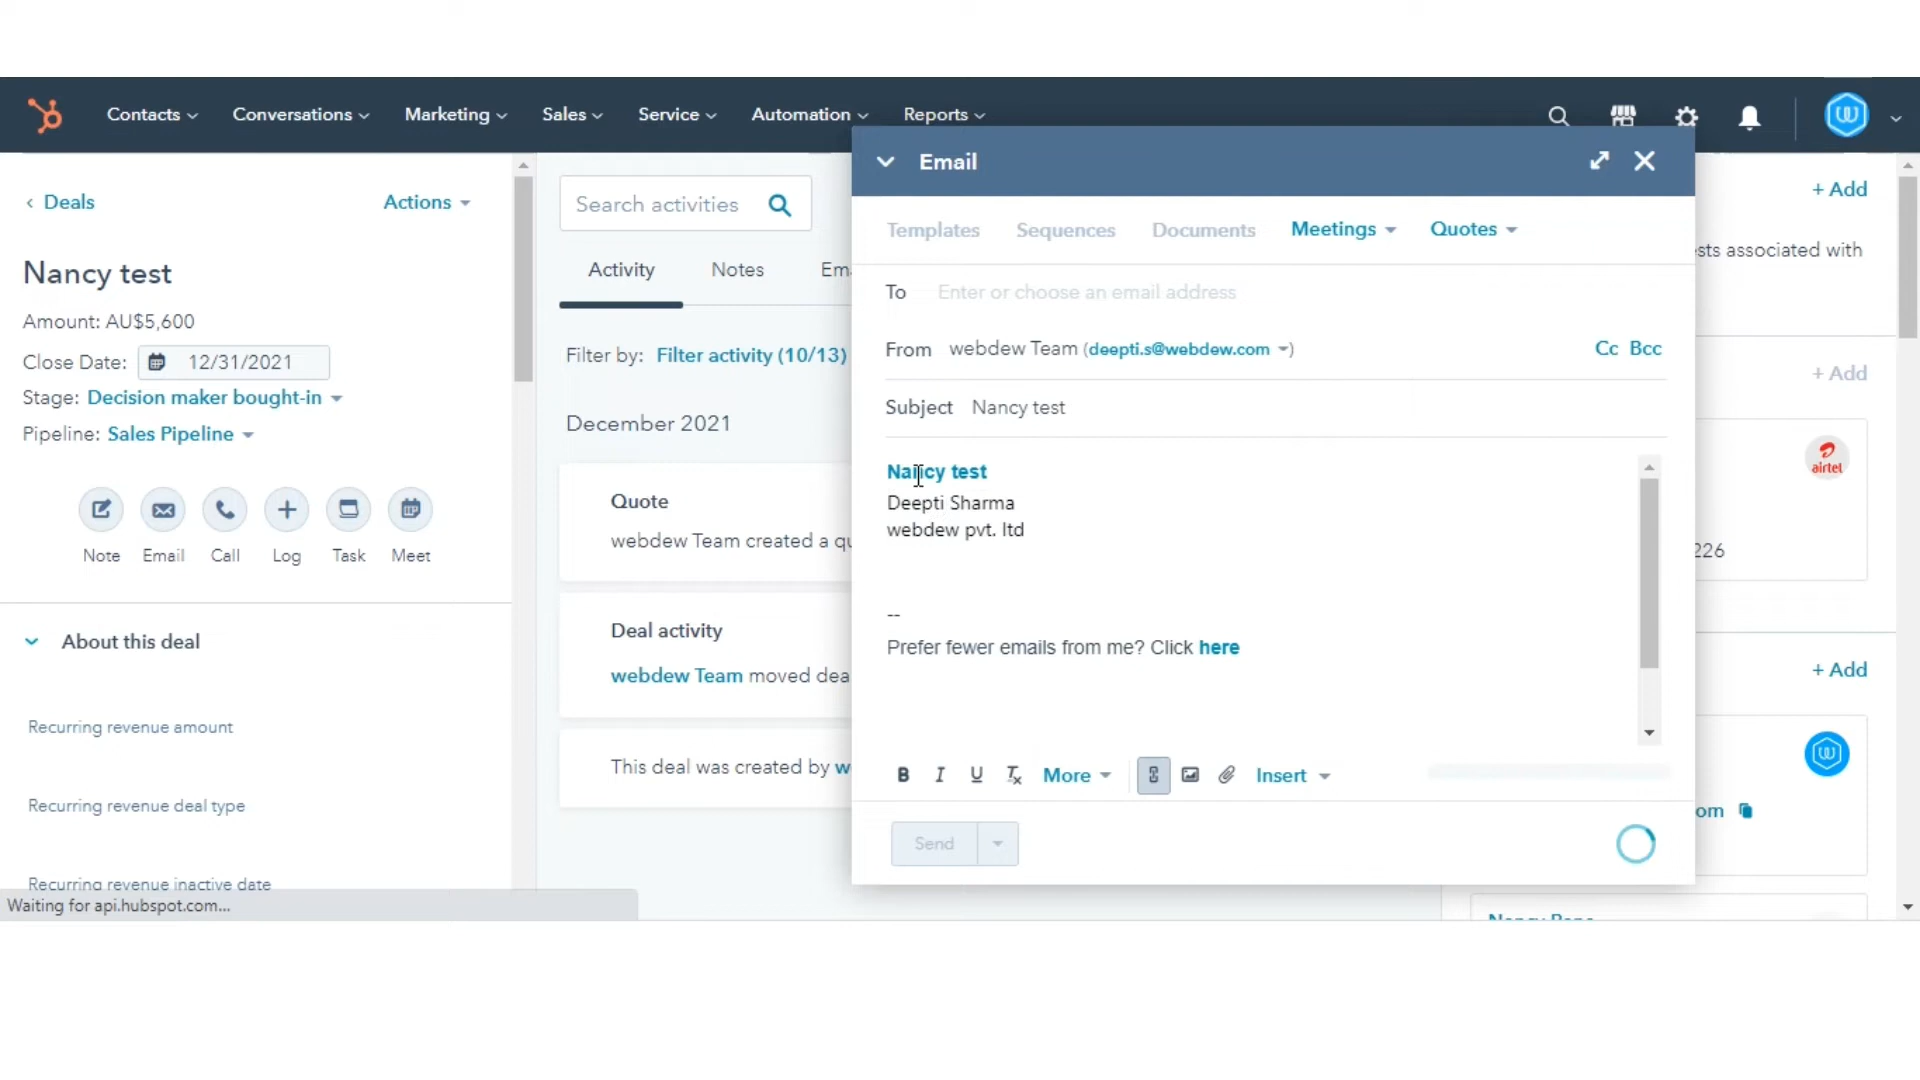 Contacts
Conversations
Marketing
Sales
Service
Automation
Reports
Deals
Actions
Nancy test
Amount: AU$5,600
Close Date: 12/31/2021
Stage: Decision maker bought-in
Pipeline: Sales Pipeline
Note
Email
Call
Log
Task
Meet
About this deal
Recurring revenue amount
Recurring revenue deal type
Recurring revenue inactive date
Waiting for api.hubspot.com...
Search activities
Activity
Notes
Ema
Filter by: Filter activity (10/13)
December 2021
Quote
webdew Team created a qu
Deal activity
webdew Team moved dea
This deal was created by w
Email
Templates
Sequences
Documents
Meetings
Quotes
To Enter or choose an email address
From webdew Team (deepti.s@webdew.com)
Cc Bcc
Subject Nancy test
Nancy test
Deepti Sharma
webdew pvt. ltd
--
Prefer fewer emails from me? Click here
B I U Tx More
Insert
Send
+ Add
sts associated with
+ Add
airtel
226
+ Add
om